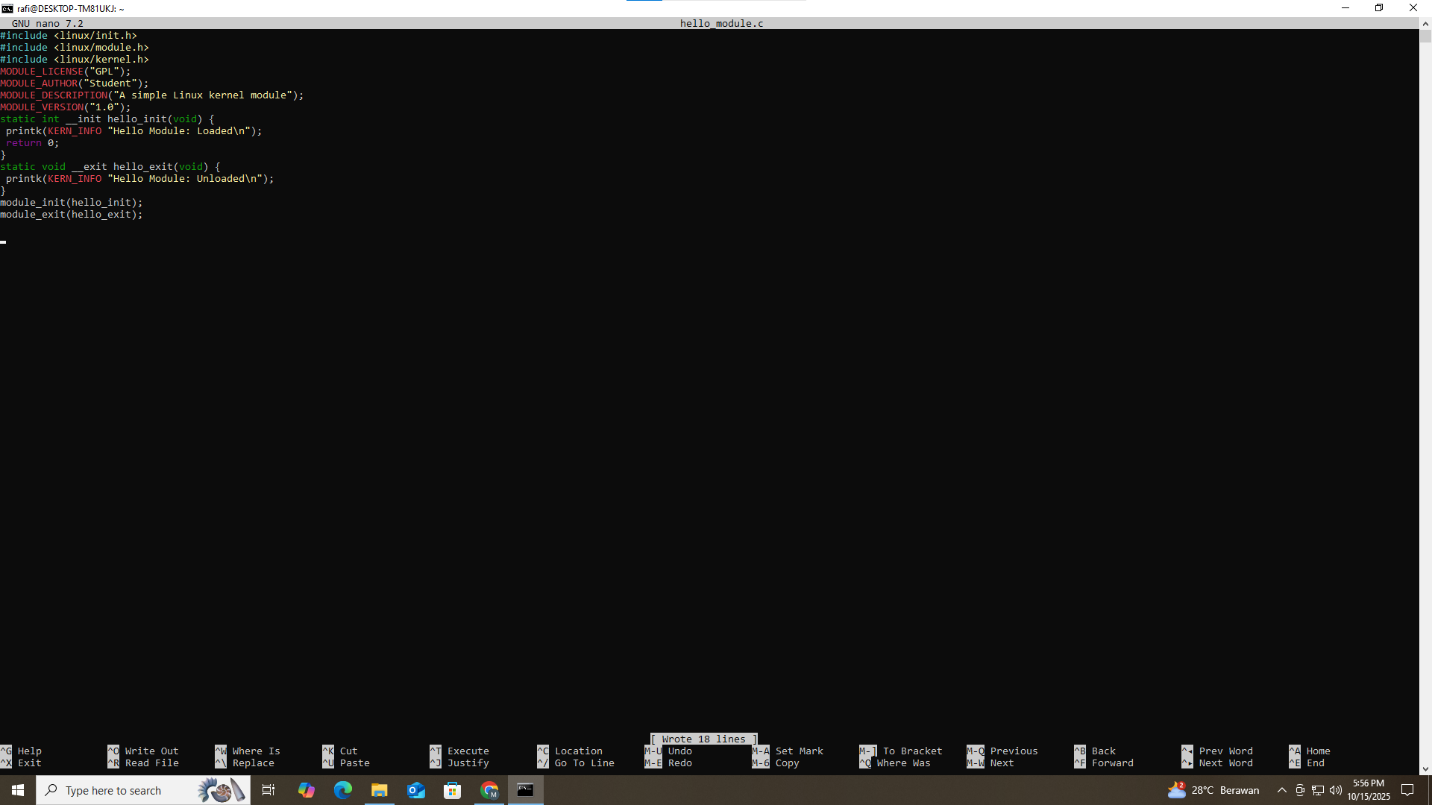 rafi@DESKTOP-TM81UKJ: ~
GNU nano 7.2 hello_module.c
#include <linux/init.h>
#include <linux/module.h>
#include <linux/kernel.h>
MODULE_LICENSE("GPL");
MODULE_AUTHOR("Student");
MODULE_DESCRIPTION("A simple Linux kernel module");
MODULE_VERSION("1.0");
static int __init hello_init(void) {
 printk(KERN_INFO "Hello Module: Loaded\n");
 return 0;
}
static void __exit hello_exit(void) {
 printk(KERN_INFO "Hello Module: Unloaded\n");
}
module_init(hello_init);
module_exit(hello_exit);
[ Wrote 18 lines ]
^G Help ^O Write Out ^W Where Is ^K Cut ^T Execute ^C Location M-U Undo M-A Set Mark M-] To Bracket M-Q Previous ^B Back ^◂ Prev Word ^A Home
^X Exit ^R Read File ^\ Replace ^U Paste ^J Justify ^/ Go To Line M-E Redo M-6 Copy ^Q Where Was M-W Next ^F Forward ^▸ Next Word ^E End
Type here to search 2 28°C Berawan 5:56 PM
10/15/2025